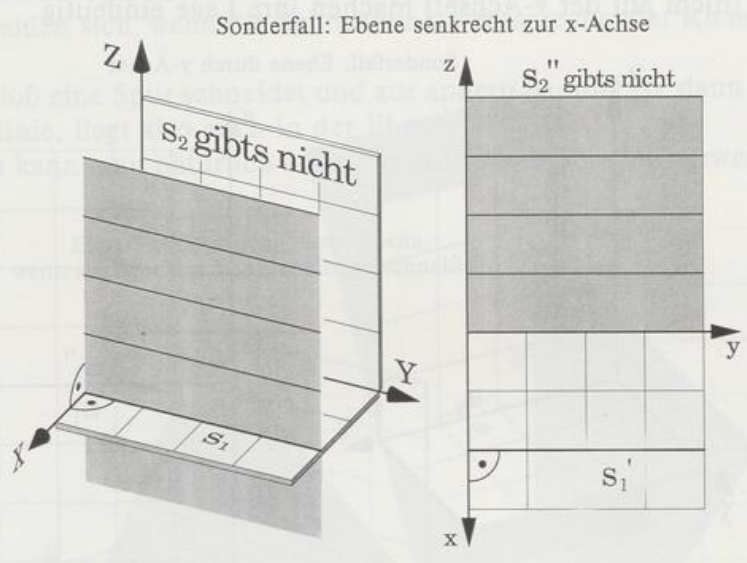 Sonderfall: Ebene senkrecht zur x-Achse
Z
s₂ gibts nicht
Y
X
S₁
z
S₂'' gibts nicht
y
S₁'
x